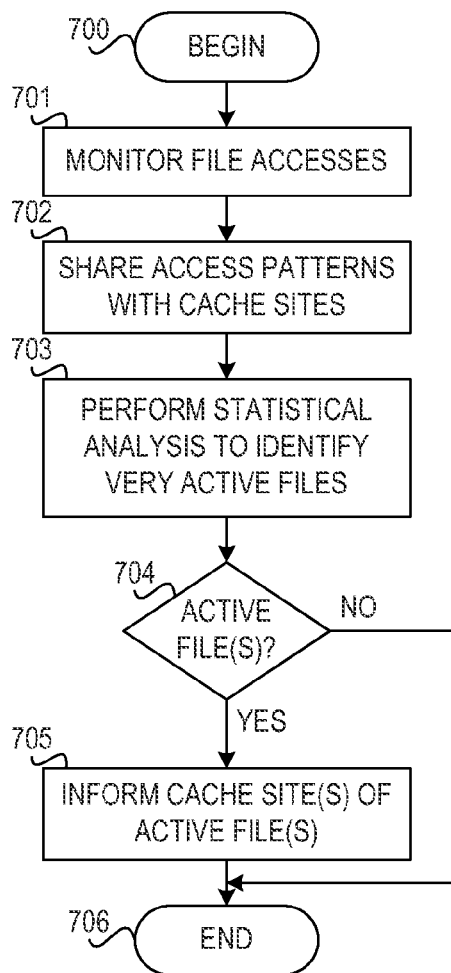 700
BEGIN
701
MONITOR FILE ACCESSES
702
SHARE ACCESS PATTERNS
WITH CACHE SITES
703
PERFORM STATISTICAL
ANALYSIS TO IDENTIFY
VERY ACTIVE FILES
704
ACTIVE
FILE(S)?
NO
YES
705
INFORM CACHE SITE(S) OF
ACTIVE FILE(S)
706
END